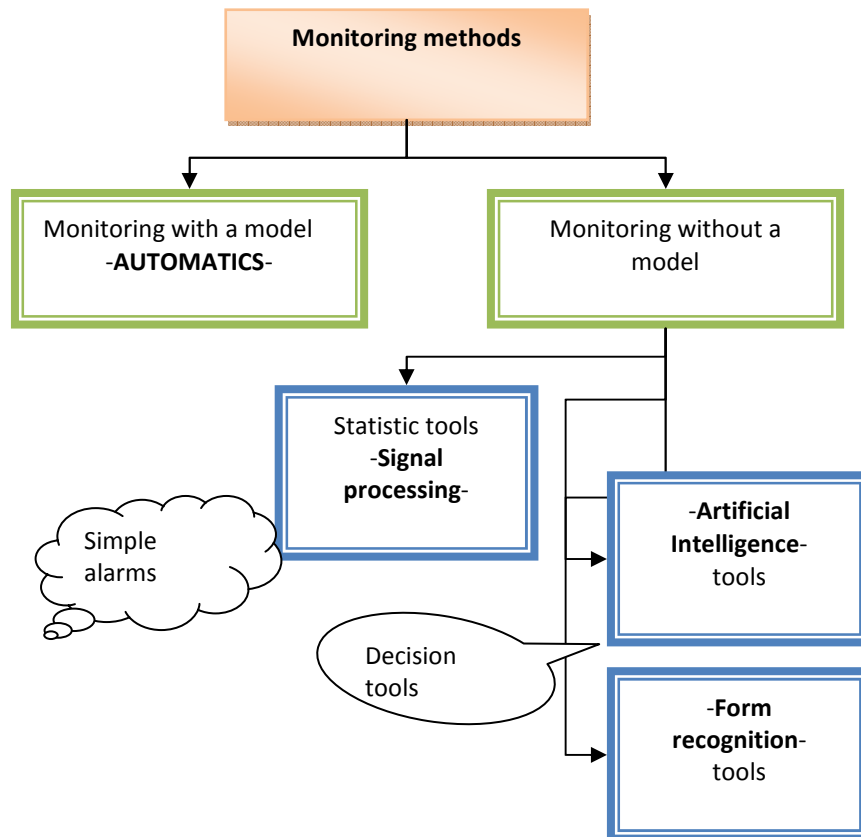 Monitoring methods
Monitoring with a model
-AUTOMATICS-
Monitoring without a
model
Statistic tools
-Signal
processing-
Simple
alarms
-Artificial
Intelligence-
tools
Decision
tools
-Form
recognition-
tools